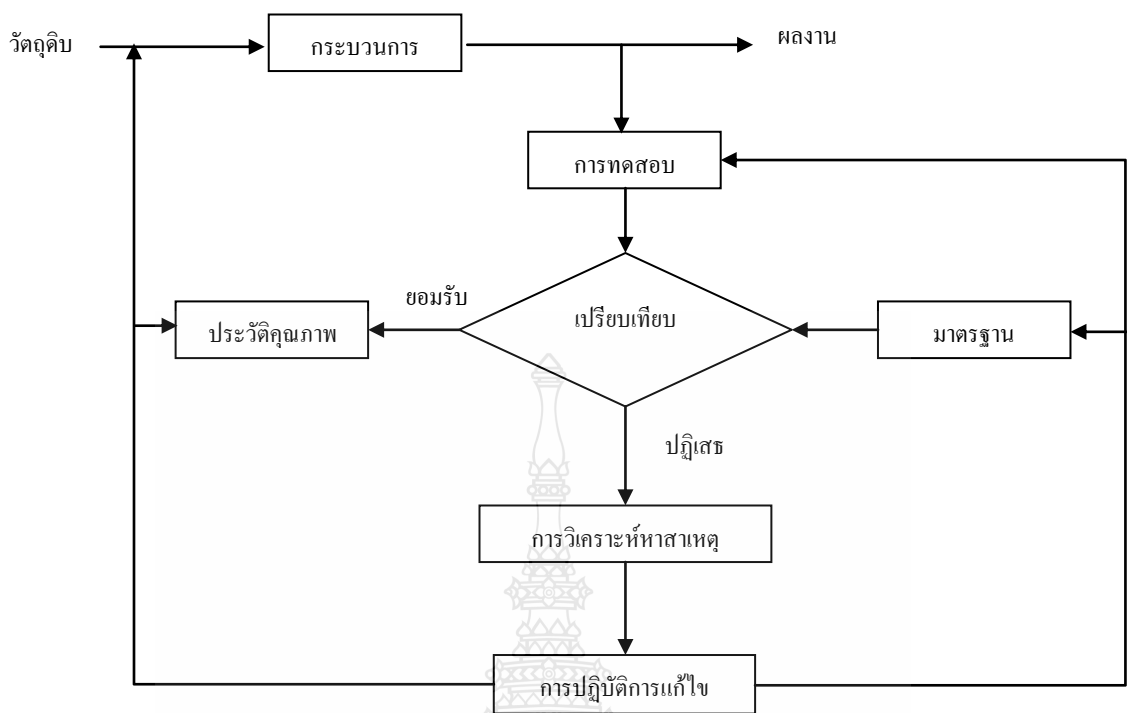 วัตถุดิบ
กระบวนการ
ผลงาน
การทดสอบ
ยอมรับ
เปรียบเทียบ
ประวัติคุณภาพ
มาตรฐาน
ปฏิเสธ
การวิเคราะห์หาสาเหตุ
การปฏิบัติการแก้ไข